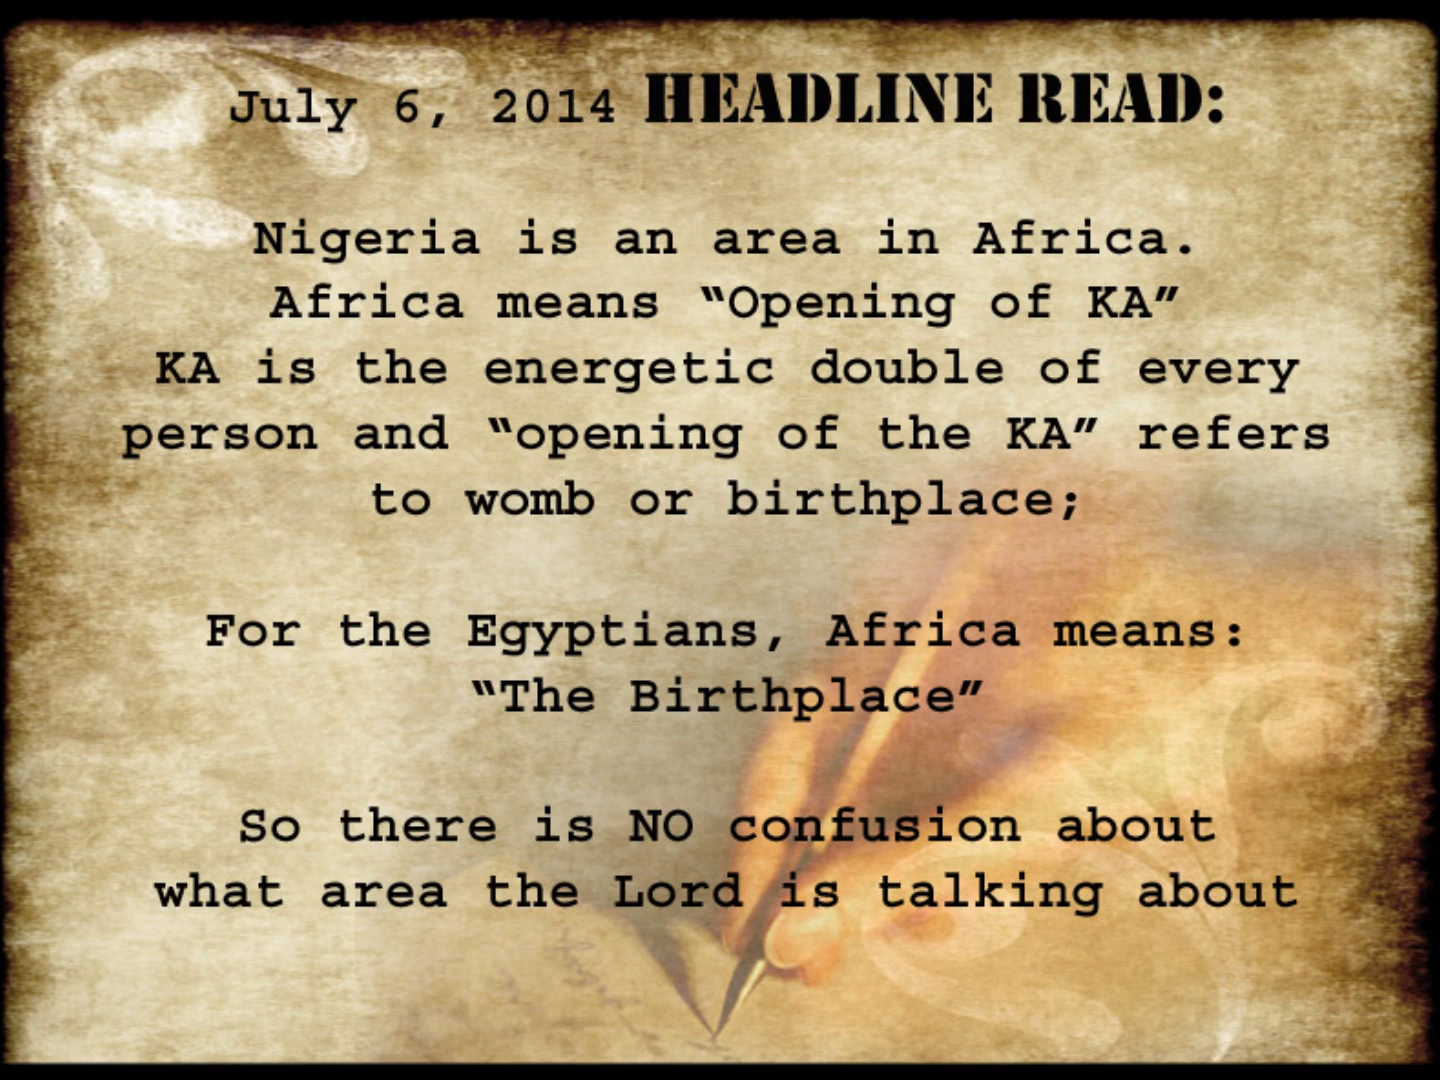 July 6, 2014 HEADLINE READ:
Nigeria is an area in Africa.
Africa means “Opening of KA”
KA is the energetic double of every
person and “opening of the KA” refers
to womb or birthplace;
For the Egyptians, Africa means:
“The Birthplace”
So there is NO confusion about
what area the Lord is talking about